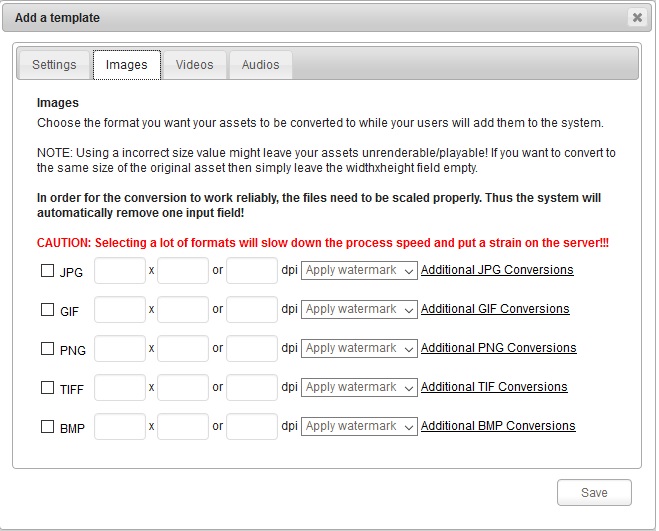 Add a template
Settings Images Videos Audios
Images
Choose the format you want your assets to be converted to while your users will add them to the system.
NOTE: Using a incorrect size value might leave your assets unrenderable/playable! If you want to convert to
the same size of the original asset then simply leave the widthxheight field empty.
In order for the conversion to work reliably, the files need to be scaled properly. Thus the system will
automatically remove one input field!
CAUTION: Selecting a lot of formats will slow down the process speed and put a strain on the server!!!
JPG x or dpi Apply watermark Additional JPG Conversions
GIF x or dpi Apply watermark Additional GIF Conversions
PNG x or dpi Apply watermark Additional PNG Conversions
TIFF x or dpi Apply watermark Additional TIF Conversions
BMP x or dpi Apply watermark Additional BMP Conversions
Save